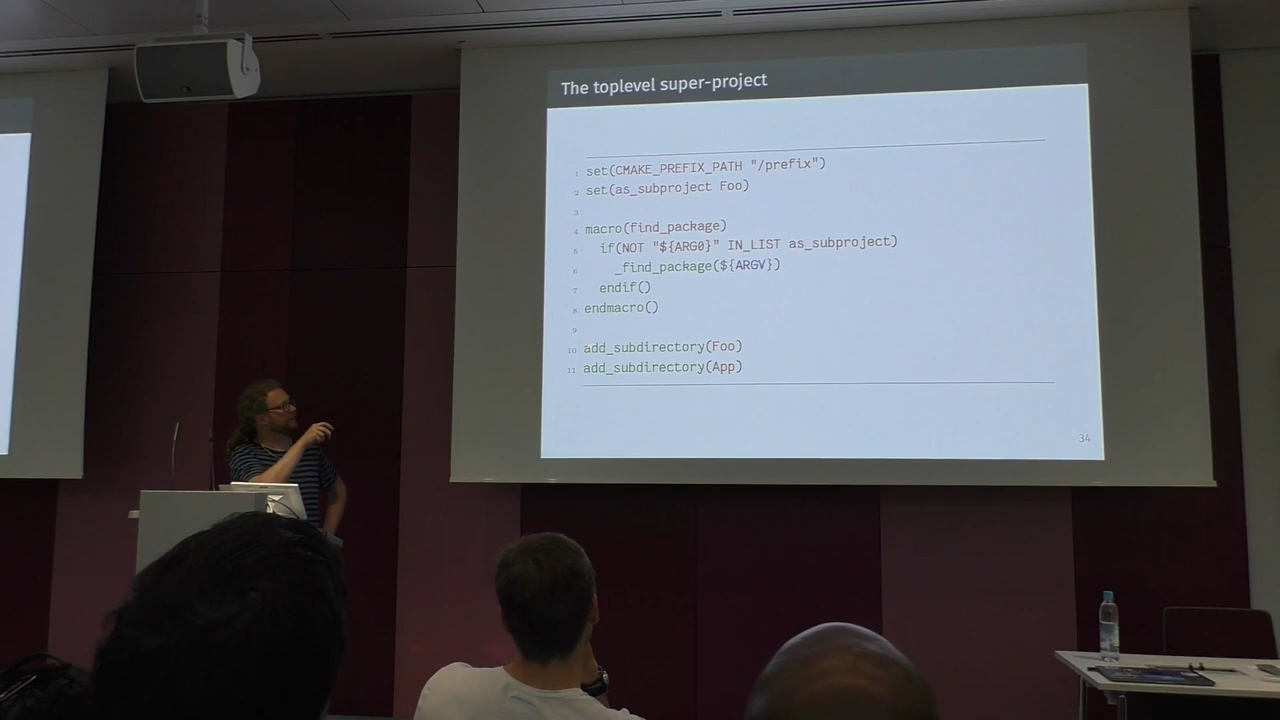 The toplevel super-project
1 set(CMAKE_PREFIX_PATH "/prefix")
2 set(as_subproject Foo)
3
4 macro(find_package)
5 if(NOT "${ARG0}" IN_LIST as_subproject)
6 _find_package(${ARGV})
7 endif()
8 endmacro()
9
10 add_subdirectory(Foo)
11 add_subdirectory(App)
34